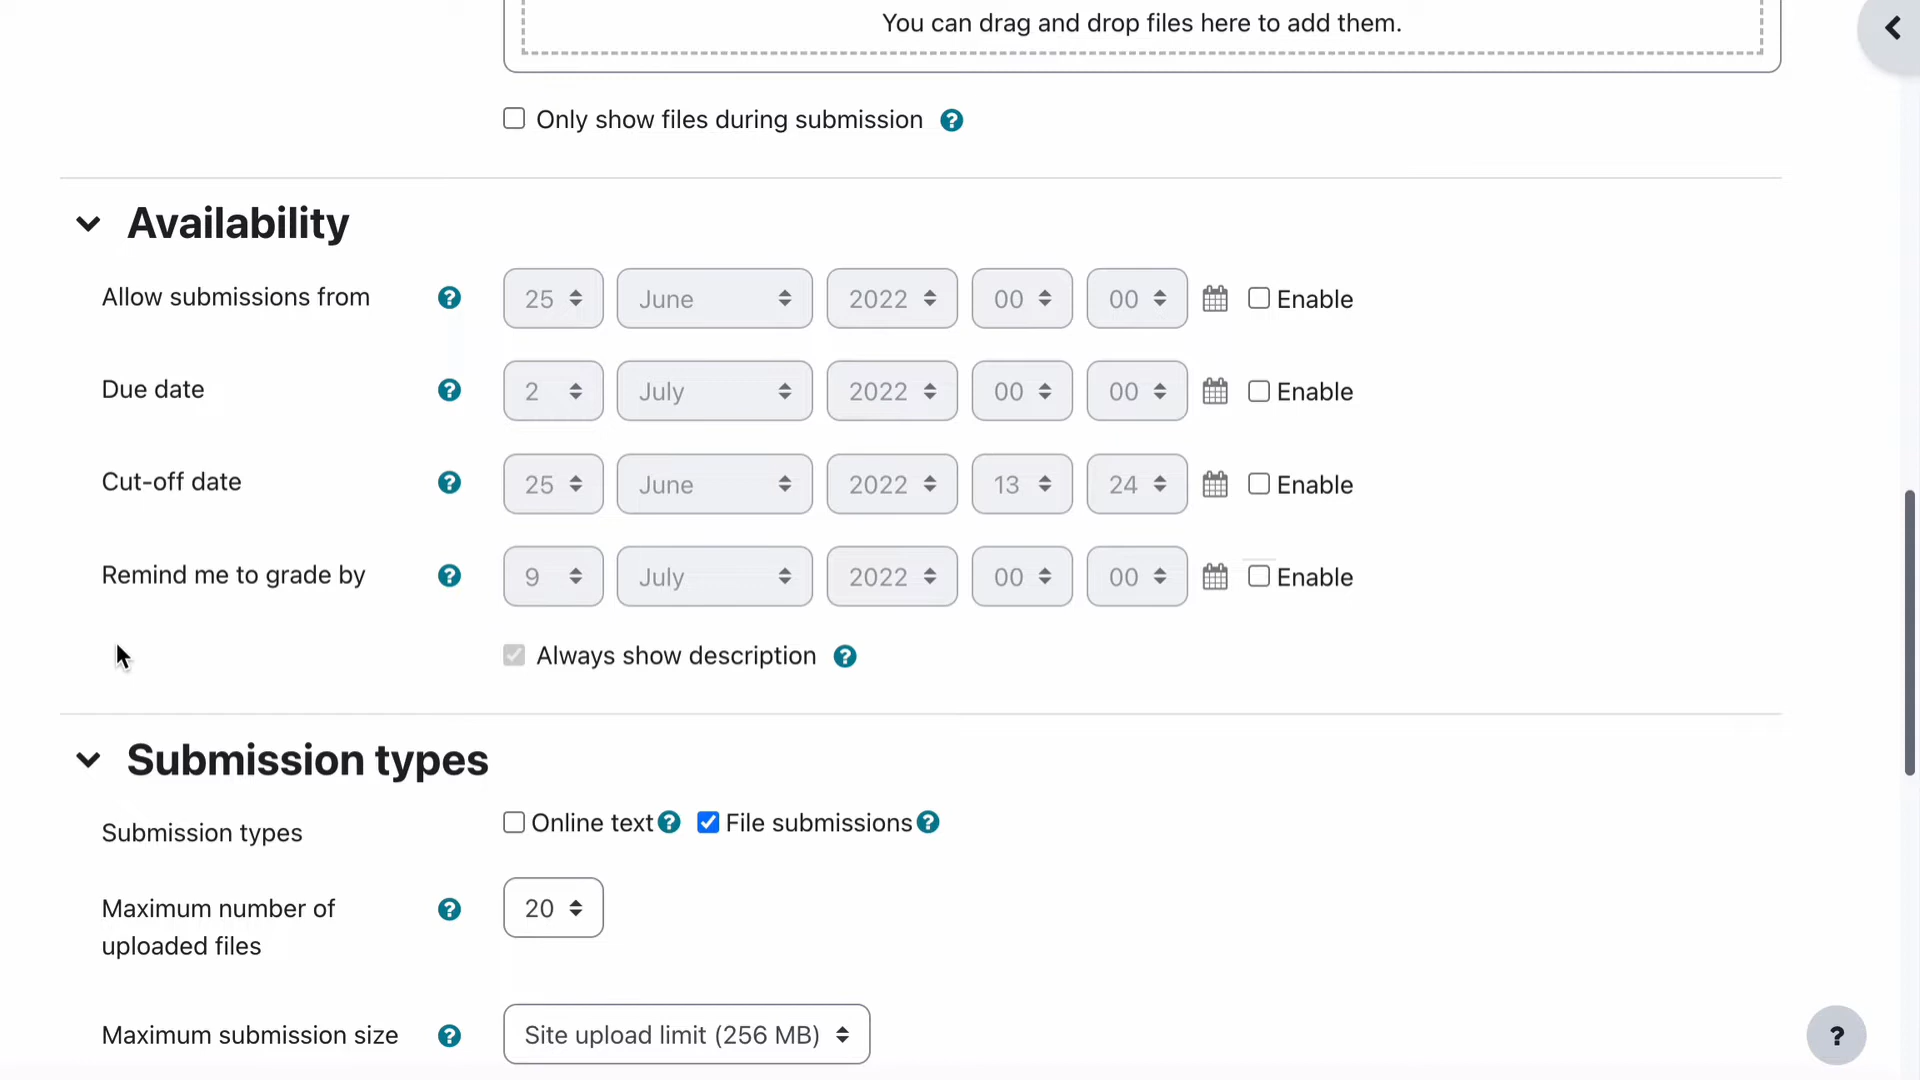 You can drag and drop files here to add them.
Only show files during submission ?
Availability
Allow submissions from ? 25 June 2022 00 00 Enable
Due date ? 2 July 2022 00 00 Enable
Cut-off date ? 25 June 2022 13 24 Enable
Remind me to grade by ? 9 July 2022 00 00 Enable
Always show description ?
Submission types
Submission types Online text ? File submissions ?
Maximum number of ? 20
uploaded files
Maximum submission size ? Site upload limit (256 MB)
?